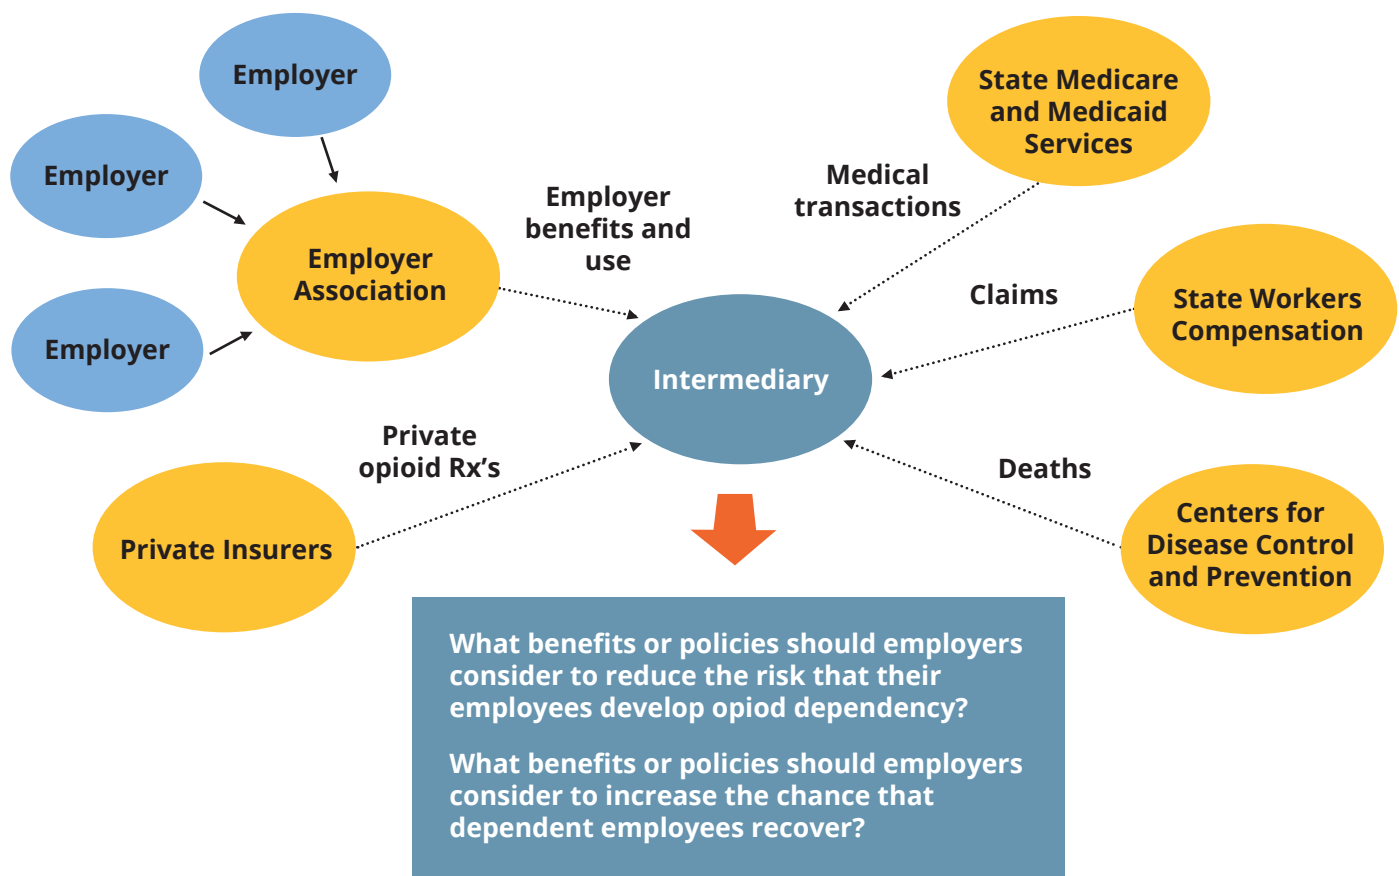 Employer
Employer
Employer
Employer
Association
Employer
benefits and
use
Private
opioid Rx's
Private Insurers
Intermediary
State Medicare
and Medicaid
Services
Medical
transactions
Claims
State Workers
Compensation
Deaths
Centers for
Disease Control
and Prevention
What benefits or policies should employers
consider to reduce the risk that their
employees develop opiod dependency?
What benefits or policies should employers
consider to increase the chance that
dependent employees recover?